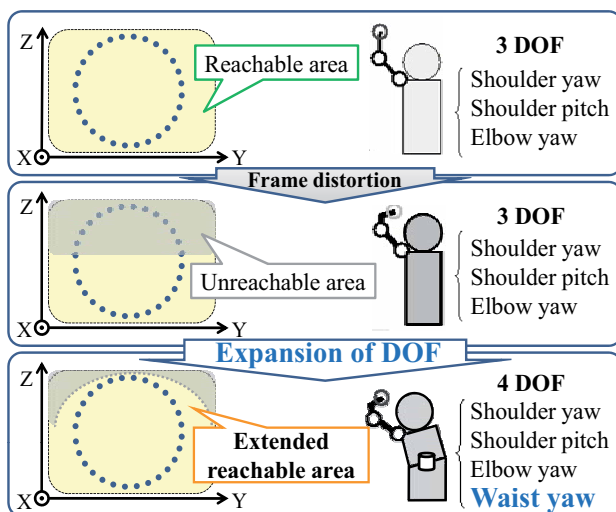 Z
Reachable area
X
Y
3 DOF
Shoulder yaw
Shoulder pitch
Elbow yaw
Frame distortion
Z
Unreachable area
X
Y
3 DOF
Shoulder yaw
Shoulder pitch
Elbow yaw
Expansion of DOF
Z
Extended
reachable area
X
Y
4 DOF
Shoulder yaw
Shoulder pitch
Elbow yaw
Waist yaw